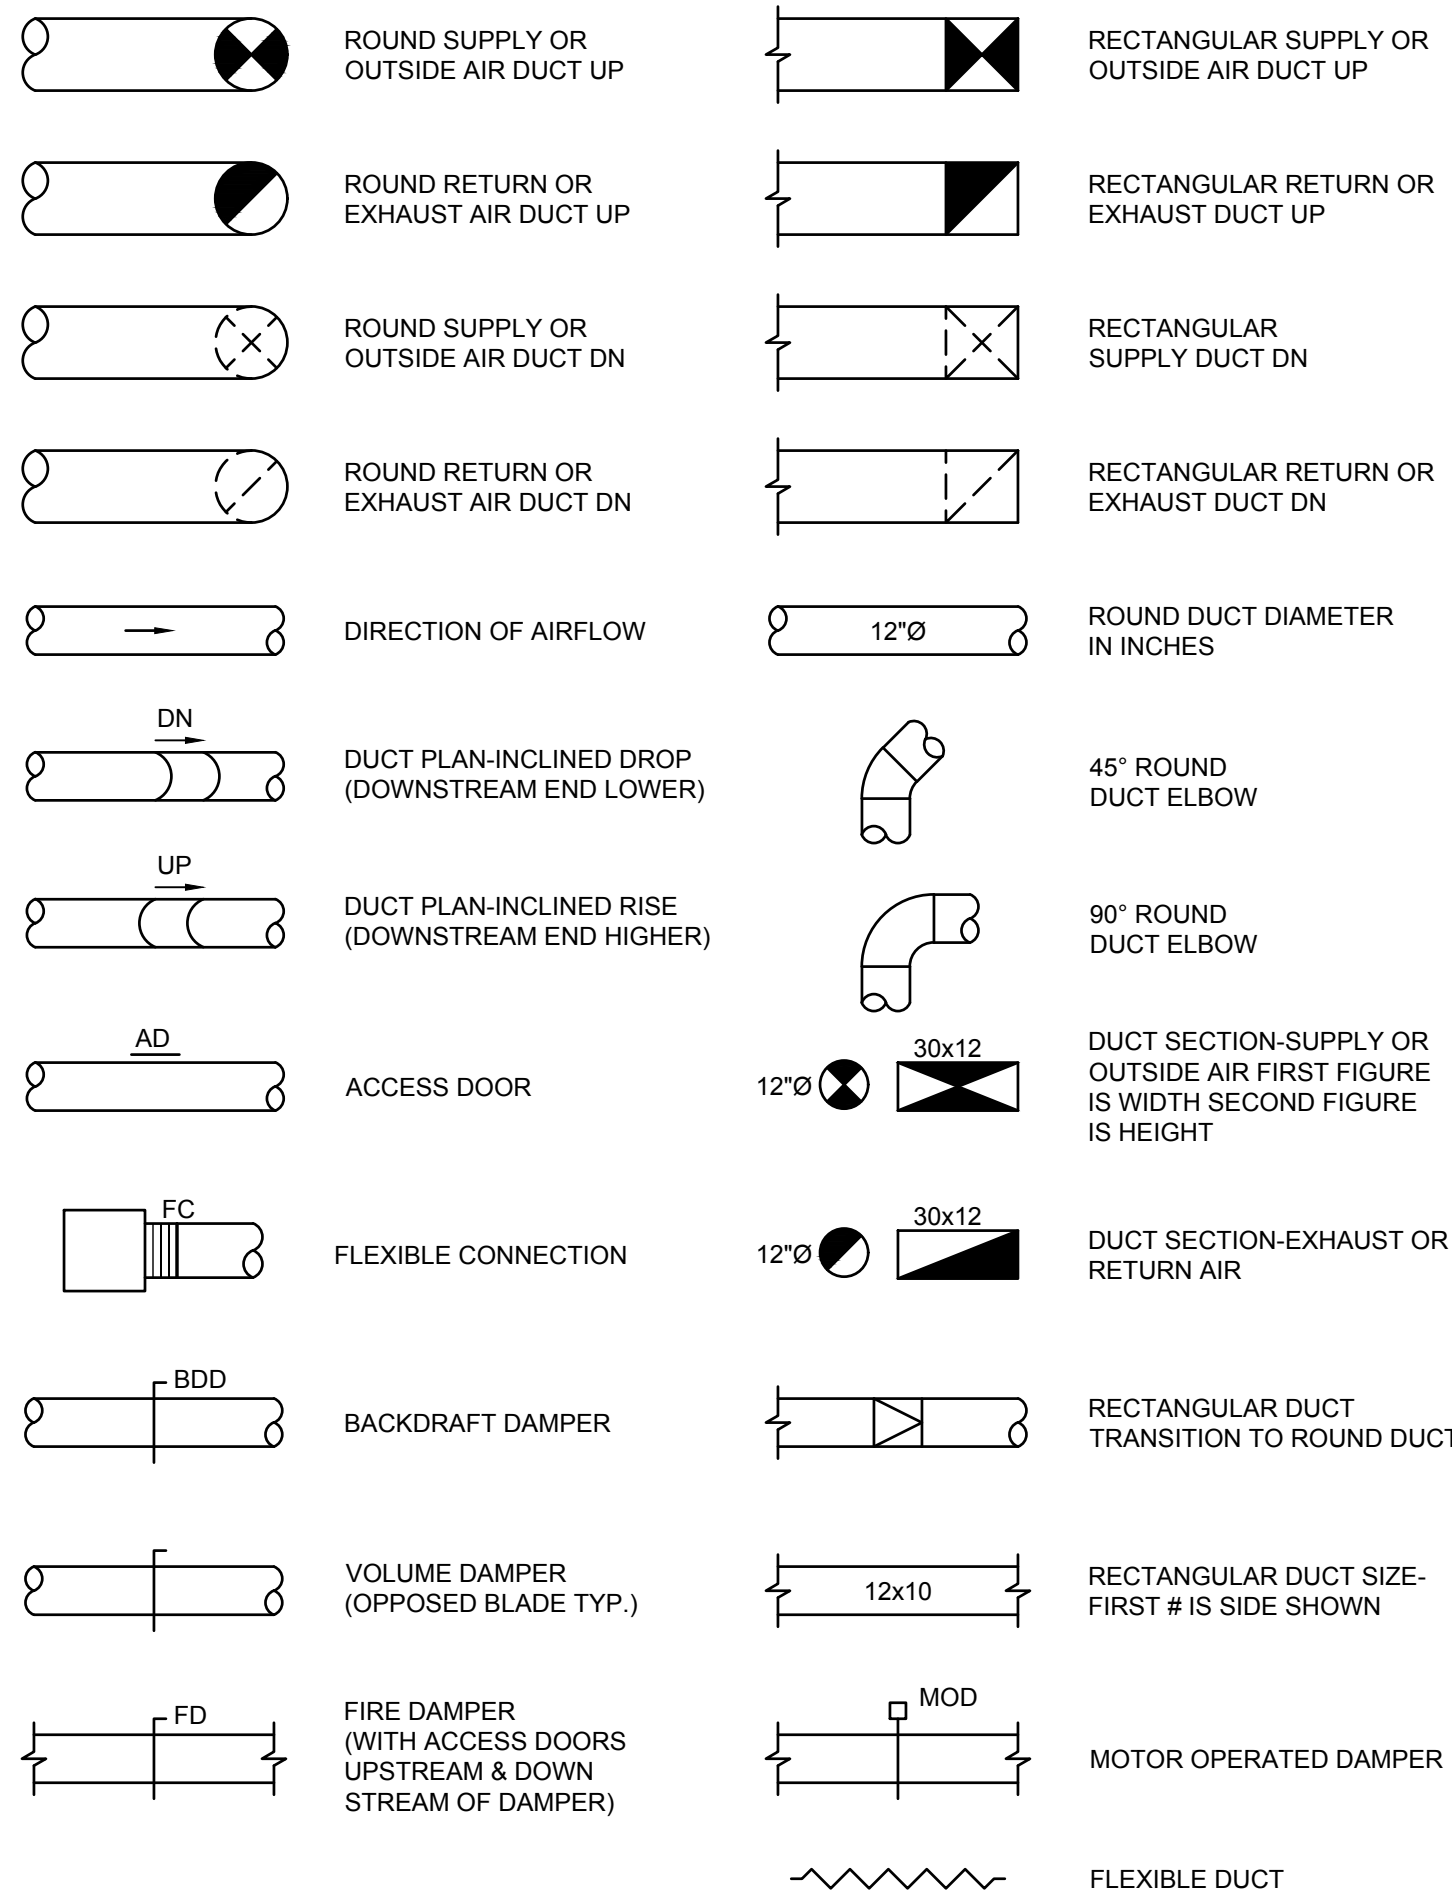 ROUND SUPPLY OR
OUTSIDE AIR DUCT UP
RECTANGULAR SUPPLY OR
OUTSIDE AIR DUCT UP
ROUND RETURN OR
EXHAUST AIR DUCT UP
RECTANGULAR RETURN OR
EXHAUST DUCT UP
ROUND SUPPLY OR
OUTSIDE AIR DUCT DN
RECTANGULAR
SUPPLY DUCT DN
ROUND RETURN OR
EXHAUST AIR DUCT DN
RECTANGULAR RETURN OR
EXHAUST DUCT DN
DIRECTION OF AIRFLOW
12"Ø
ROUND DUCT DIAMETER
IN INCHES
DN
DUCT PLAN-INCLINED DROP
(DOWNSTREAM END LOWER)
45° ROUND
DUCT ELBOW
UP
DUCT PLAN-INCLINED RISE
(DOWNSTREAM END HIGHER)
90° ROUND
DUCT ELBOW
AD
ACCESS DOOR
12"Ø
30x12
DUCT SECTION-SUPPLY OR
OUTSIDE AIR FIRST FIGURE
IS WIDTH SECOND FIGURE
IS HEIGHT
FC
FLEXIBLE CONNECTION
12"Ø
30x12
DUCT SECTION-EXHAUST OR
RETURN AIR
BDD
BACKDRAFT DAMPER
RECTANGULAR DUCT
TRANSITION TO ROUND DUCT
VOLUME DAMPER
(OPPOSED BLADE TYP.)
12x10
RECTANGULAR DUCT SIZE-
FIRST # IS SIDE SHOWN
FD
FIRE DAMPER
(WITH ACCESS DOORS
UPSTREAM & DOWN
STREAM OF DAMPER)
MOD
MOTOR OPERATED DAMPER
FLEXIBLE DUCT